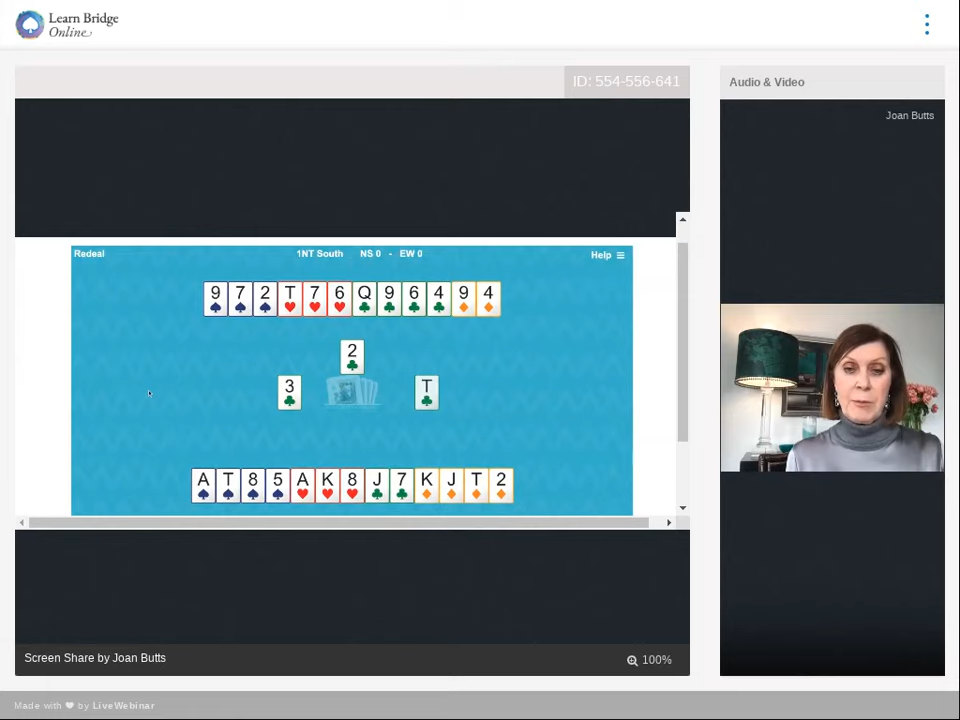 Learn Bridge
Online
ID: 554-556-641
Audio & Video
Joan Butts
Redeal
1NT South NS 0 - EW 0
Help
9 7 2 T 7 6 Q 9 6 4 9 4
2
3
T
A T 8 5 A K 8 J 7 K J T 2
Screen Share by Joan Butts
100%
Made with by LiveWebinar